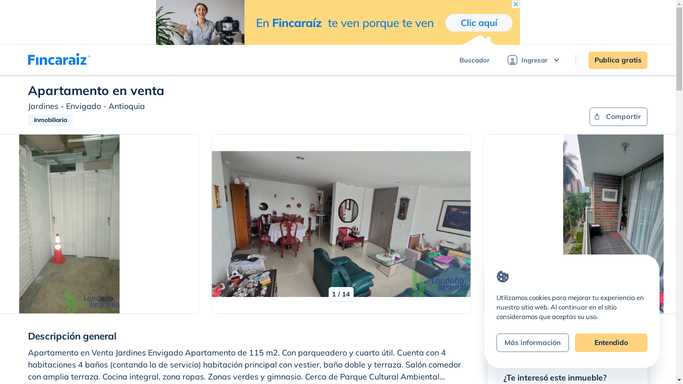 En Fincaraíz te ven porque te ven
Clic aquí
Fincaraíz
Buscador
Ingresar
Publica gratis
Apartamento en venta
Jardines - Envigado - Antioquia
Inmobiliaria
Compartir
1 / 14
Utilizamos cookies para mejorar tu experiencia en
nuestro sitio web. Al continuar en el sitio
consideramos que aceptas su uso.
Más información
Entendido
Descripción general
Apartamento en Venta Jardines Envigado Apartamento de 115 m2. Con parqueadero y cuarto útil. Cuenta con 4
habitaciones 4 baños (contando la de servicio) habitación principal con vestier, baña doble y terraza. Salón comedor
con amplia terraza. Cocina integral, zona ropas. Zonas verdes y gimnasio. Cerca de Parque Cultural Ambiental...
¿Te interesó este inmueble?